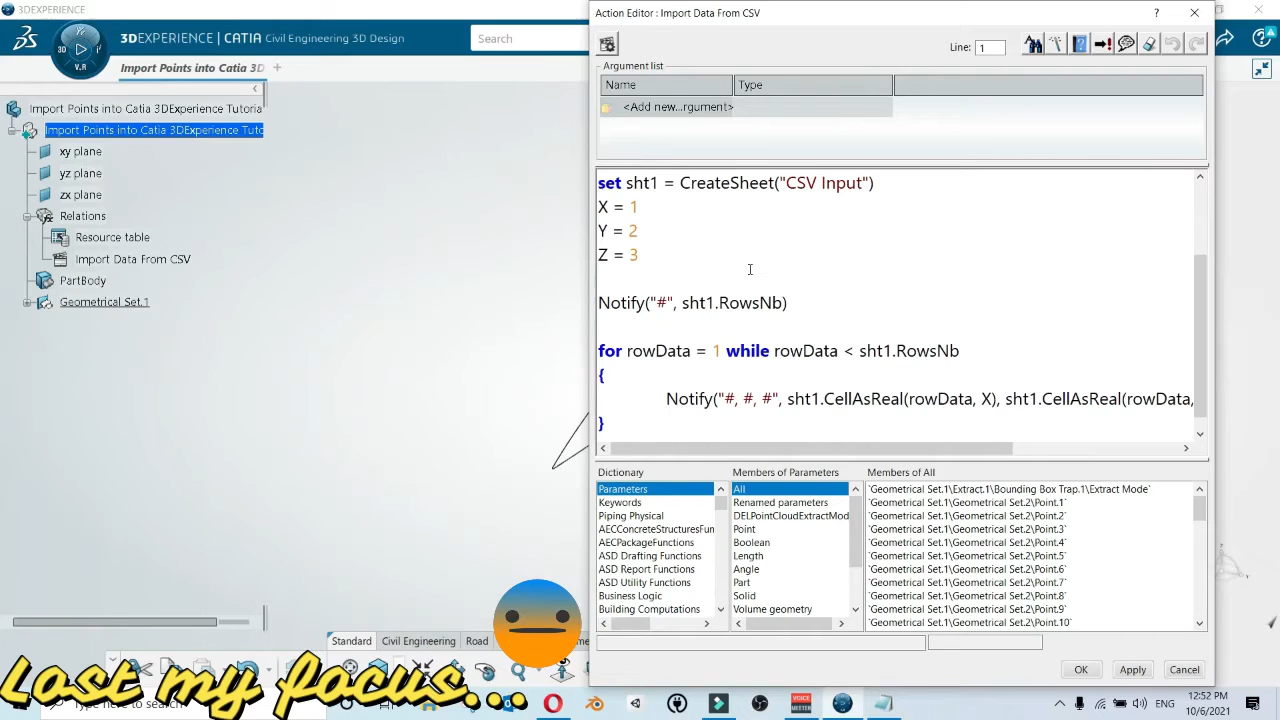 3DEXPERIENCE
Action Editor : Import Data From CSV
?
3DEXPERIENCE | CATIA Civil Engineering 3D Design
Search
3D
V.R
Import Points into Catia 3D
Line: 1
Argument list
Name Type
<Add new...rgument>
Import Points into Catia 3DExperience Tutoria
Import Points into Catia 3DExperience Tuto
xy plane
yz plane
zx plane
Relations
Resource table
Import Data From CSV
PartBody
Geometrical Set.1
set sht1 = CreateSheet("CSV Input")
X = 1
Y = 2
Z = 3
Notify("#", sht1.RowsNb)
for rowData = 1 while rowData < sht1.RowsNb
{
Notify("#, #, #", sht1.CellAsReal(rowData, X), sht1.CellAsReal(rowData,
}
Dictionary Members of Parameters Members of All
Parameters
Keywords
Piping Physical
AECConcreteStructuresFun
AECPackageFunctions
ASD Drafting Functions
ASD Report Functions
ASD Utility Functions
Business Logic
Building Computations
All
Renamed parameters
DELPointCloudExtractMod
Point
Boolean
Length
Angle
Part
Solid
Volume geometry
`Geometrical Set.1\Extract.1\Bounding Box Trap.1\Extract Mode`
`Geometrical Set.1\Geometrical Set.2\Point.1`
`Geometrical Set.1\Geometrical Set.2\Point.2`
`Geometrical Set.1\Geometrical Set.2\Point.3`
`Geometrical Set.1\Geometrical Set.2\Point.4`
`Geometrical Set.1\Geometrical Set.2\Point.5`
`Geometrical Set.1\Geometrical Set.2\Point.6`
`Geometrical Set.1\Geometrical Set.2\Point.7`
`Geometrical Set.1\Geometrical Set.2\Point.8`
`Geometrical Set.1\Geometrical Set.2\Point.9`
`Geometrical Set.1\Geometrical Set.2\Point.10`
Standard Civil Engineering Road
OK Apply Cancel
Lost my focus...
Type here to search
VOICE MEETER
ENG
12:52 PM
10/6/2021